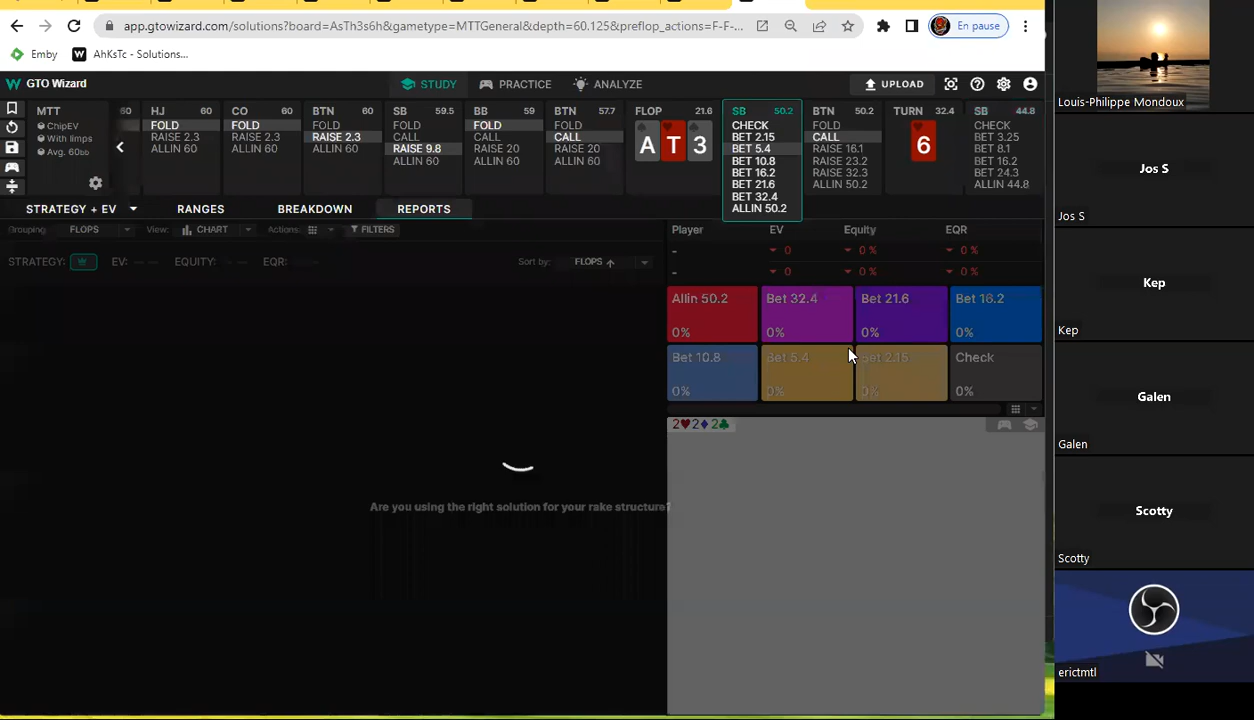 app.gtowizard.com/solutions?board=AsTh3s6h&gametype=MTTGeneral&depth=60.125&preflop_actions=F-F-...
En pause
Emby
AhKsTc - Solutions...
GTO Wizard
STUDY
PRACTICE
ANALYZE
UPLOAD
MTT
ChipEV
With limps
Avg. 60bb
60
HJ 60
FOLD
RAISE 2.3
ALLIN 60
CO 60
FOLD
RAISE 2.3
ALLIN 60
BTN 60
FOLD
RAISE 2.3
ALLIN 60
SB 59.5
FOLD
CALL
RAISE 9.8
ALLIN 60
BB 59
FOLD
CALL
RAISE 20
ALLIN 60
BTN 57.7
FOLD
CALL
RAISE 20
ALLIN 60
FLOP 21.6
A T 3
SB 50.2
CHECK
BET 2.15
BET 5.4
BET 10.8
BET 16.2
BET 21.6
BET 32.4
ALLIN 50.2
BTN 50.2
FOLD
CALL
RAISE 16.1
RAISE 23.2
RAISE 32.3
ALLIN 50.2
TURN 32.4
6
SB 44.8
CHECK
BET 3.25
BET 8.1
BET 16.2
BET 24.3
ALLIN 44.8
STRATEGY + EV
RANGES
BREAKDOWN
REPORTS
Grouping: FLOPS
View: CHART
Actions:
FILTERS
STRATEGY:
EV: --
EQUITY: --
EQR:
Sort by: FLOPS
Are you using the right solution for your rake structure?
Player EV Equity EQR
- 0 0 % 0 %
- 0 0 % 0 %
Allin 50.2
0%
Bet 32.4
0%
Bet 21.6
0%
Bet 16.2
0%
Bet 10.8
0%
Bet 5.4
0%
Bet 2.15
0%
Check
0%
2♥2♦2♣
Louis-Philippe Mondoux
Jos S
Jos S
Kep
Kep
Galen
Galen
Scotty
Scotty
erictmtl